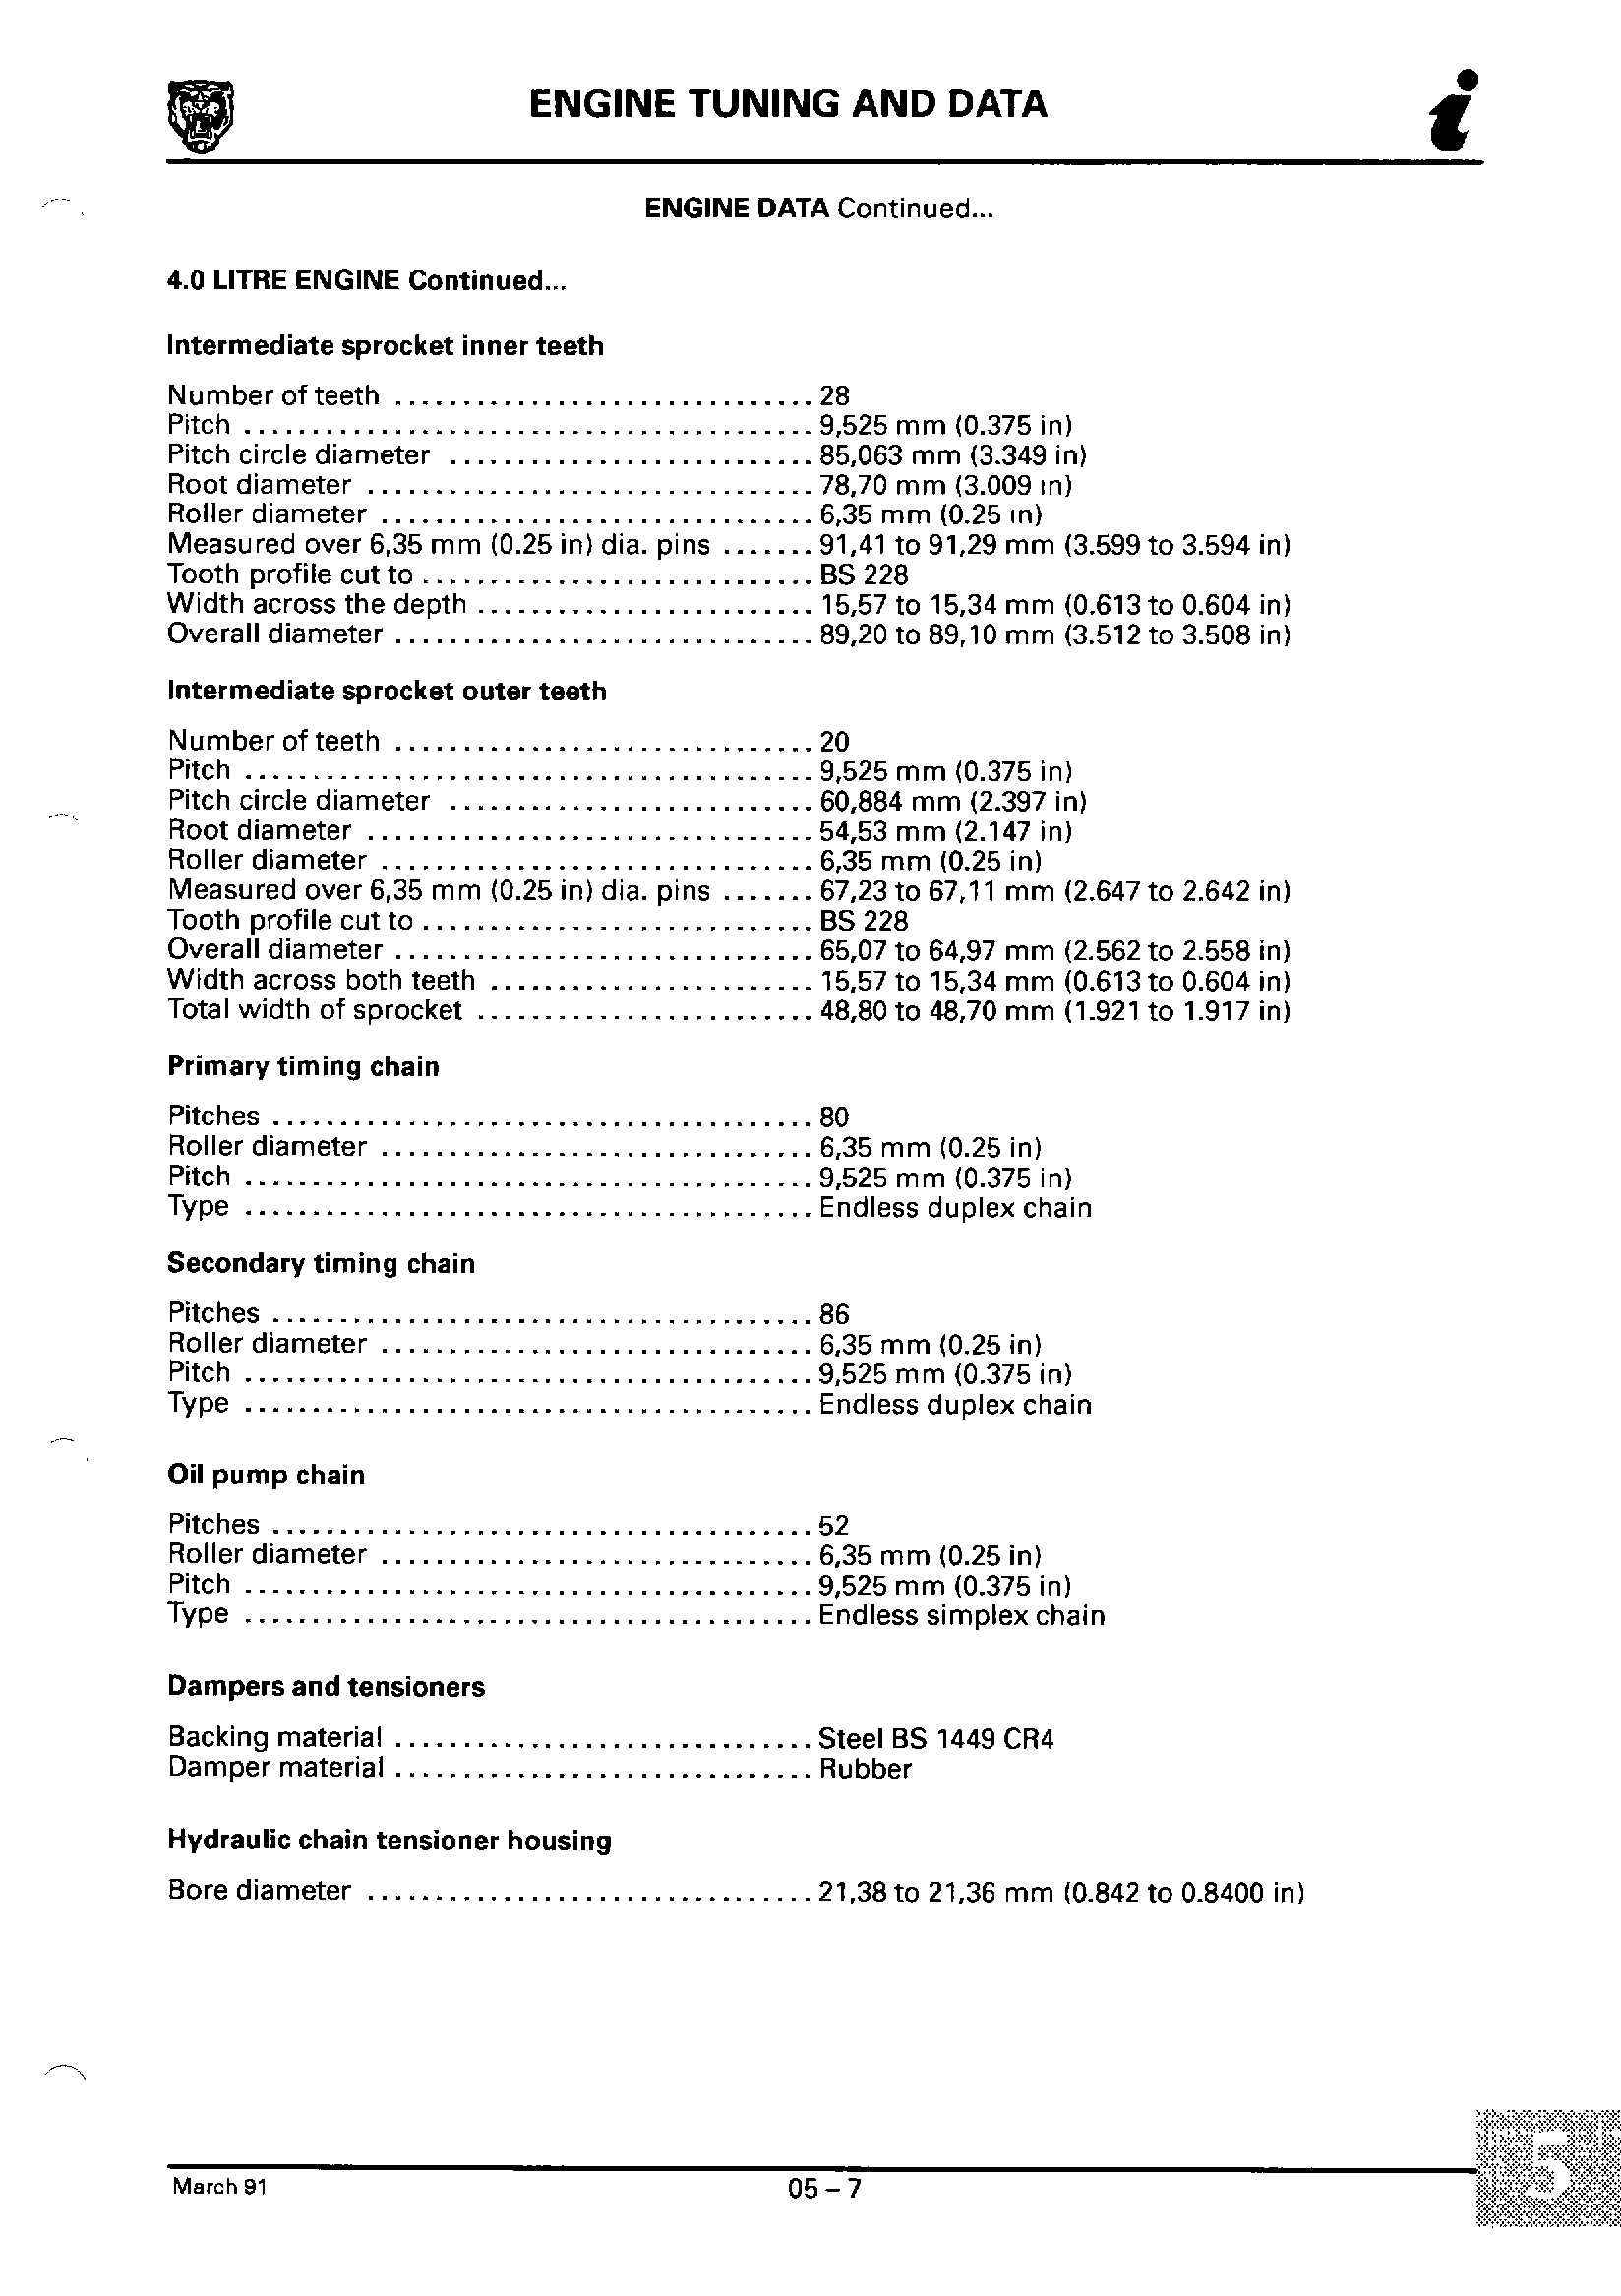 ENGINE TUNING AND DATA
ENGINE DATA Continued...
4.0 LITRE ENGINE Continued...
Intermediate sprocket inner teeth
Number of teeth ............................... 28
Pitch .......................................... 9,525 mm (0.375 in)
Pitch circle diameter ........................... 85,063 mm (3.349 in)
Root diameter ................................. 78,70 mm (3.009 in)
Roller diameter ................................ 6,35 mm (0.25 in)
Measured over 6,35 mm (0.25 in) dia. pins ....... 91,41 to 91,29 mm (3.599 to 3.594 in)
Tooth profile cut to ............................. BS 228
Width across the depth ......................... 15,57 to 15,34 mm (0.613 to 0.604 in)
Overall diameter ............................... 89,20 to 89,10 mm (3.512 to 3.508 in)
Intermediate sprocket outer teeth
Number of teeth ............................... 20
Pitch .......................................... 9,525 mm (0.375 in)
Pitch circle diameter ........................... 60,884 mm (2.397 in)
Root diameter ................................. 54,53 mm (2.147 in)
Roller diameter ................................ 6,35 mm (0.25 in)
Measured over 6,35 mm (0.25 in) dia. pins ....... 67,23 to 67,11 mm (2.647 to 2.642 in)
Tooth profile cut to ............................. BS 228
Overall diameter ............................... 65,07 to 64,97 mm (2.562 to 2.558 in)
Width across both teeth ........................ 15,57 to 15,34 mm (0.613 to 0.604 in)
Total width of sprocket ......................... 48,80 to 48,70 mm (1.921 to 1.917 in)
Primary timing chain
Pitches ........................................ 80
Roller diameter ................................ 6,35 mm (0.25 in)
Pitch .......................................... 9,525 mm (0.375 in)
Type .......................................... Endless duplex chain
Secondary timing chain
Pitches ........................................ 86
Roller diameter ................................ 6,35 mm (0.25 in)
Pitch .......................................... 9,525 mm (0.375 in)
Type .......................................... Endless duplex chain
Oil pump chain
Pitches ........................................ 52
Roller diameter ................................ 6,35 mm (0.25 in)
Pitch .......................................... 9,525 mm (0.375 in)
Type .......................................... Endless simplex chain
Dampers and tensioners
Backing material ............................... Steel BS 1449 CR4
Damper material ............................... Rubber
Hydraulic chain tensioner housing
Bore diameter ................................. 21,38 to 21,36 mm (0.842 to 0.8400 in)
5
March 91
05 – 7